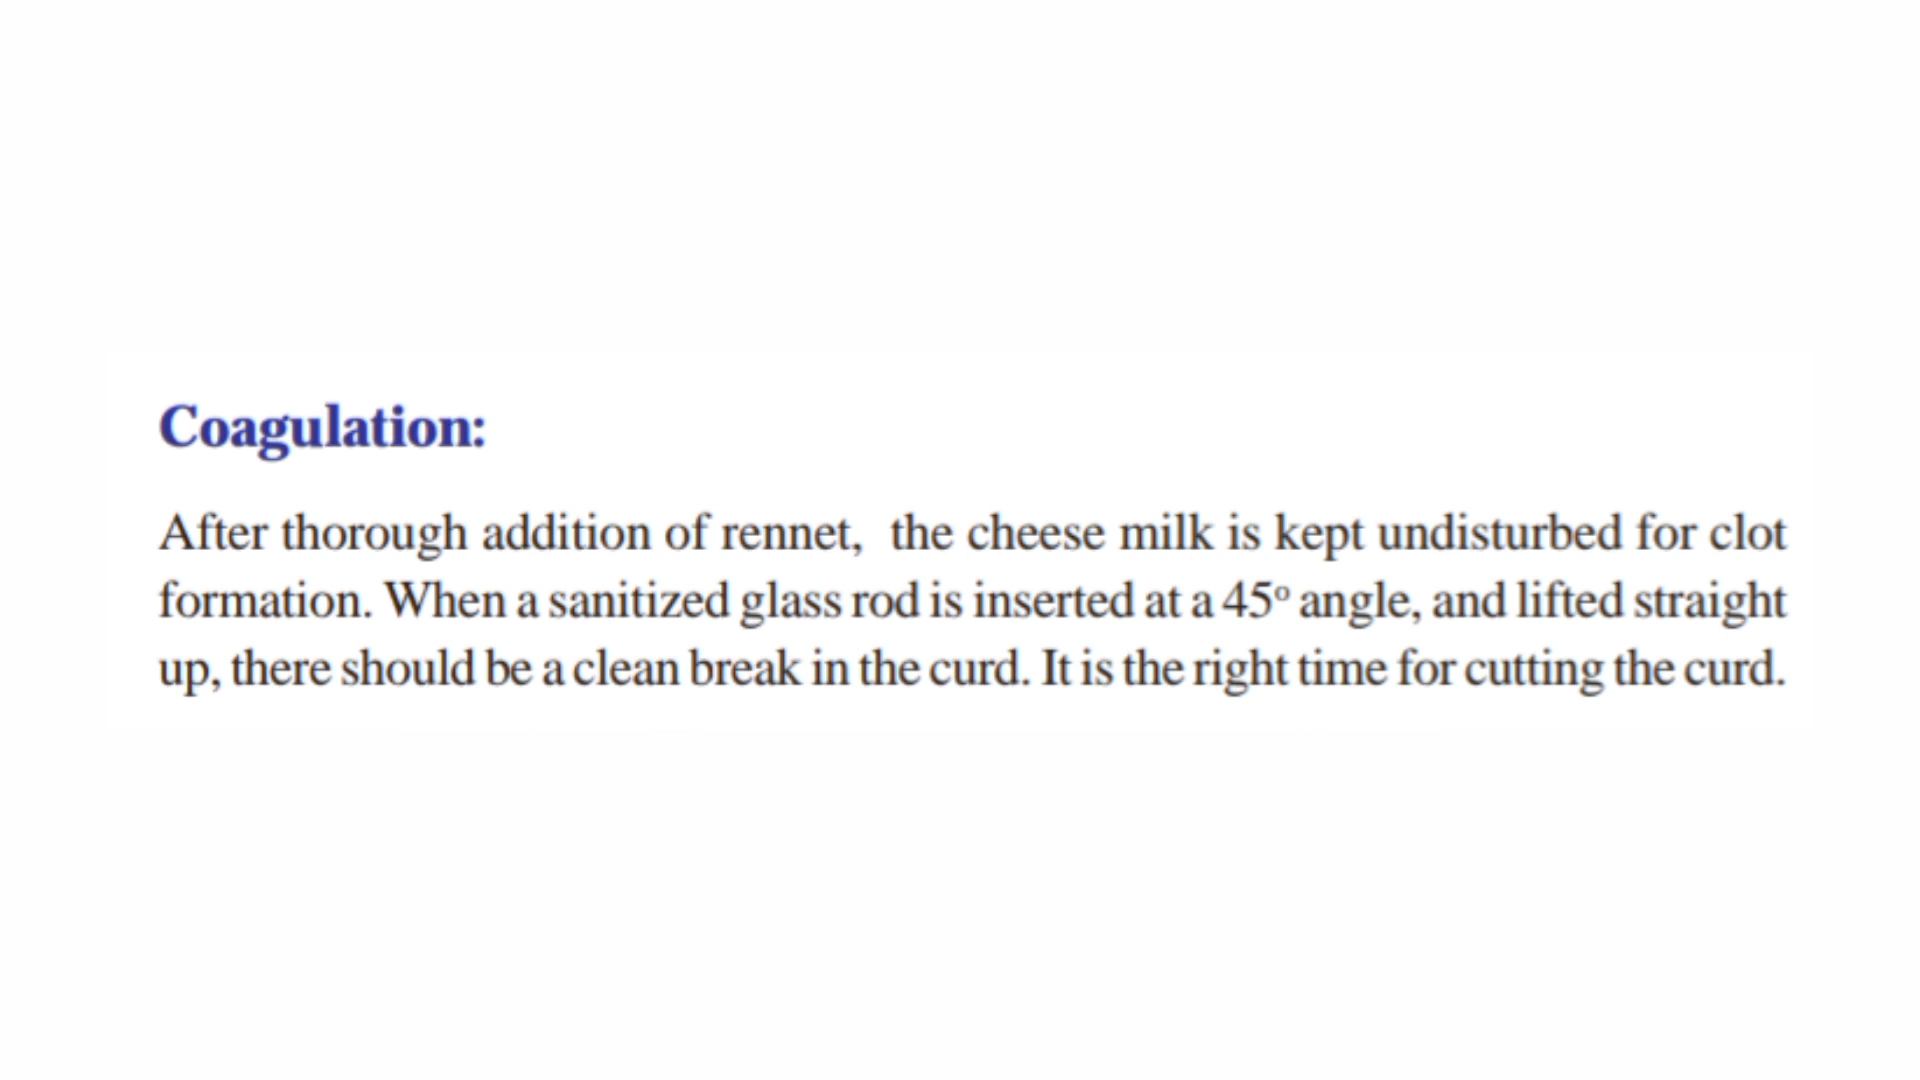 Coagulation:
After thorough addition of rennet,  the cheese milk is kept undisturbed for clot
formation. When a sanitized glass rod is inserted at a 45º angle, and lifted straight
up, there should be a clean break in the curd. It is the right time for cutting the curd.